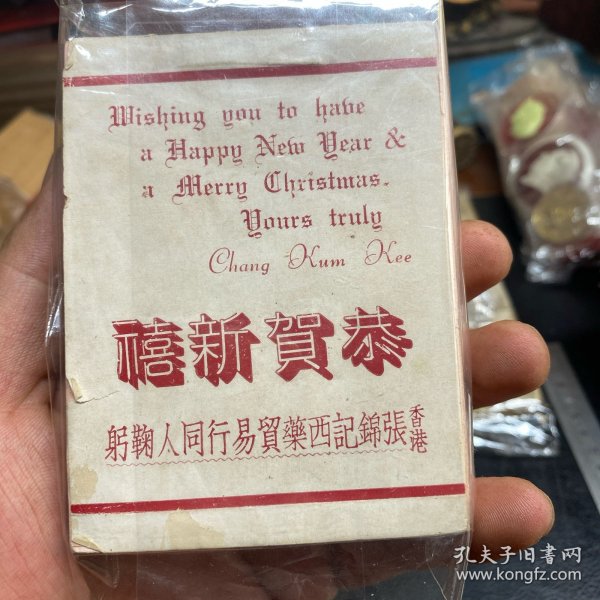 Wishing you to have
a Happy New Year &
a Merry Christmas.
Yours truly
Chang Kum Kee
恭賀新禧
香港張錦記西藥貿易行同人鞠躬
孔夫子旧书网
www.kongfz.com